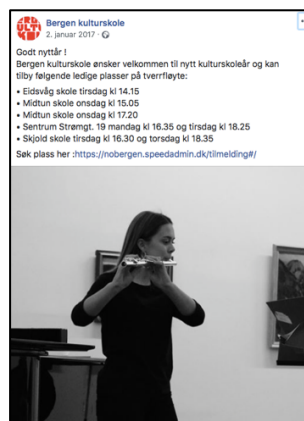 Bergen kulturskole
2. januar 2017 ·
Godt nyttår !
Bergen kulturskole ønsker velkommen til nytt kulturskoleår og kan
tilby følgende ledige plasser på tverrfløyte:
• Eidsvåg skole tirsdag kl 14.15
• Midtun skole onsdag kl 15.05
• Midtun skole onsdag kl 17.20
• Sentrum Strømgt. 19 mandag kl 16.35 og tirsdag kl 18.25
• Skjold skole tirsdag kl 16.30 og torsdag kl 18.35
Søk plass her :https://nobergen.speedadmin.dk/tilmelding#/